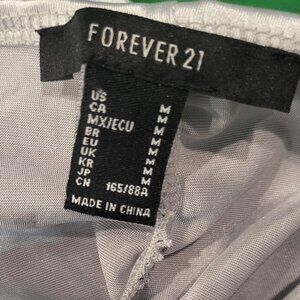 FOREVER 21
US M
CA M
MX/ECU M
BR M
EU M
UK M
KR M
JP M
CN 165/88A
MADE IN CHINA